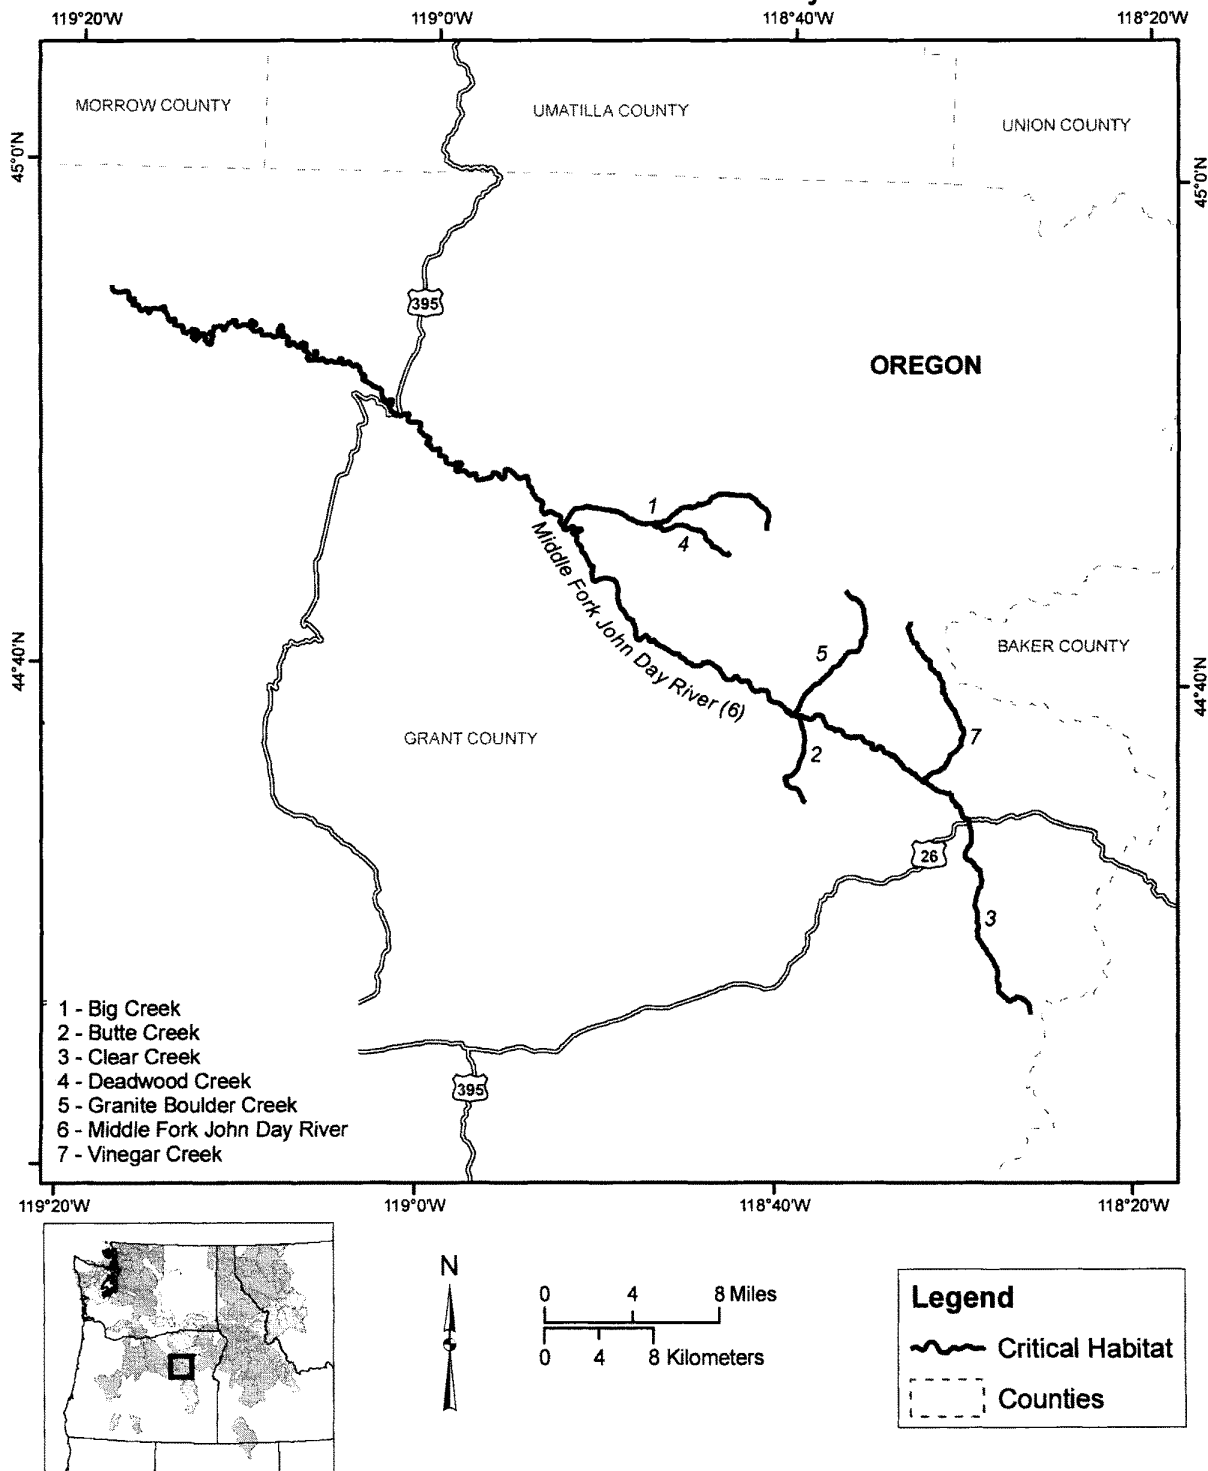 119°20'W 119°0'W 118°40'W 118°20'W
MORROW COUNTY
UMATILLA COUNTY
UNION COUNTY
45°0'N
45°0'N
395
OREGON
1
4
Middle Fork John Day River (6)
5
BAKER COUNTY
44°40'N
44°40'N
GRANT COUNTY
2
7
26
3
1 - Big Creek
2 - Butte Creek
3 - Clear Creek
4 - Deadwood Creek
5 - Granite Boulder Creek
6 - Middle Fork John Day River
7 - Vinegar Creek
395
119°20'W 119°0'W 118°40'W 118°20'W
N
0 4 8 Miles
0 4 8 Kilometers
Legend
Critical Habitat
Counties